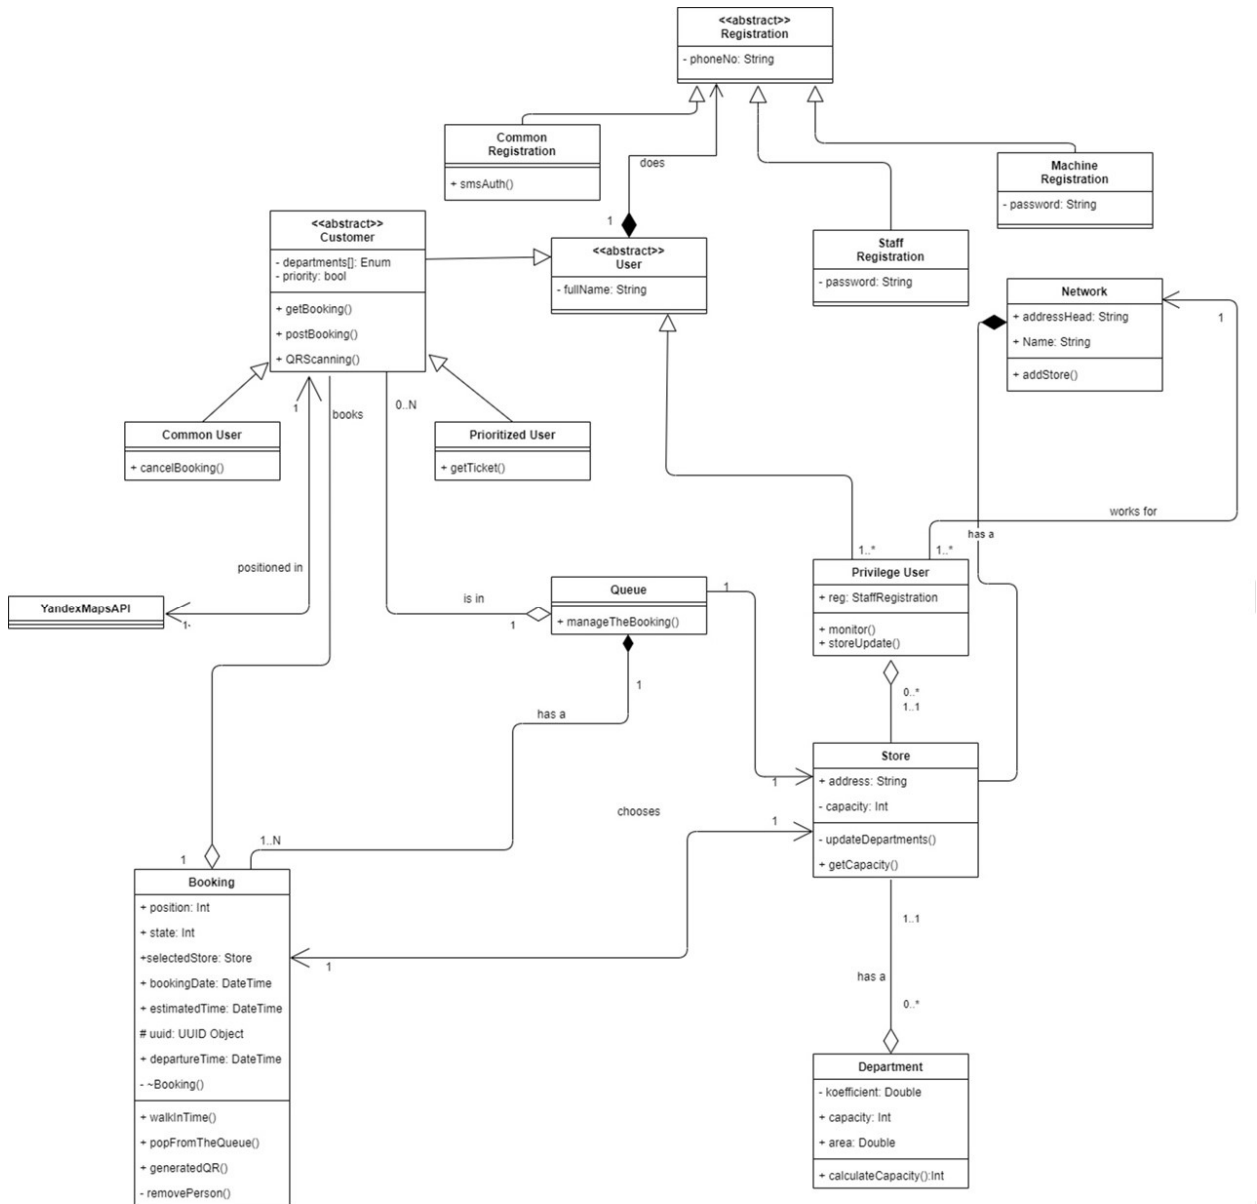 <<abstract>>
Registration
- phoneNo: String
Common
Registration
+ smsAuth()
does
1
Machine
Registration
- password: String
<<abstract>>
Customer
- departments[]: Enum
- priority: bool
+ getBooking()
+ postBooking()
+ QRScanning()
<<abstract>>
User
- fullName: String
Staff
Registration
- password: String
Network
+ addressHead: String
+ Name: String
+ addStore()
1
1
books
0..N
Common User
+ cancelBooking()
Prioritized User
+ getTicket()
works for
has a
1..*
1..*
positioned in
YandexMapsAPI
1-
is in
1
Queue
+ manageTheBooking()
1
Privilege User
+ reg: StaffRegistration
+ monitor()
+ storeUpdate()
1
0..*
1..1
has a
Store
+ address: String
- capacity: Int
- updateDepartments()
+ getCapacity()
1
chooses
1
1..N
1
Booking
+ position: Int
+ state: Int
+selectedStore: Store
+ bookingDate: DateTime
+ estimatedTime: DateTime
# uuid: UUID Object
+ departureTime: DateTime
- ~Booking()
+ walkInTime()
+ popFromTheQueue()
+ generatedQR()
- removePerson()
1
1..1
has a
0..*
Department
- koefficient: Double
+ capacity: Int
+ area: Double
+ calculateCapacity():Int